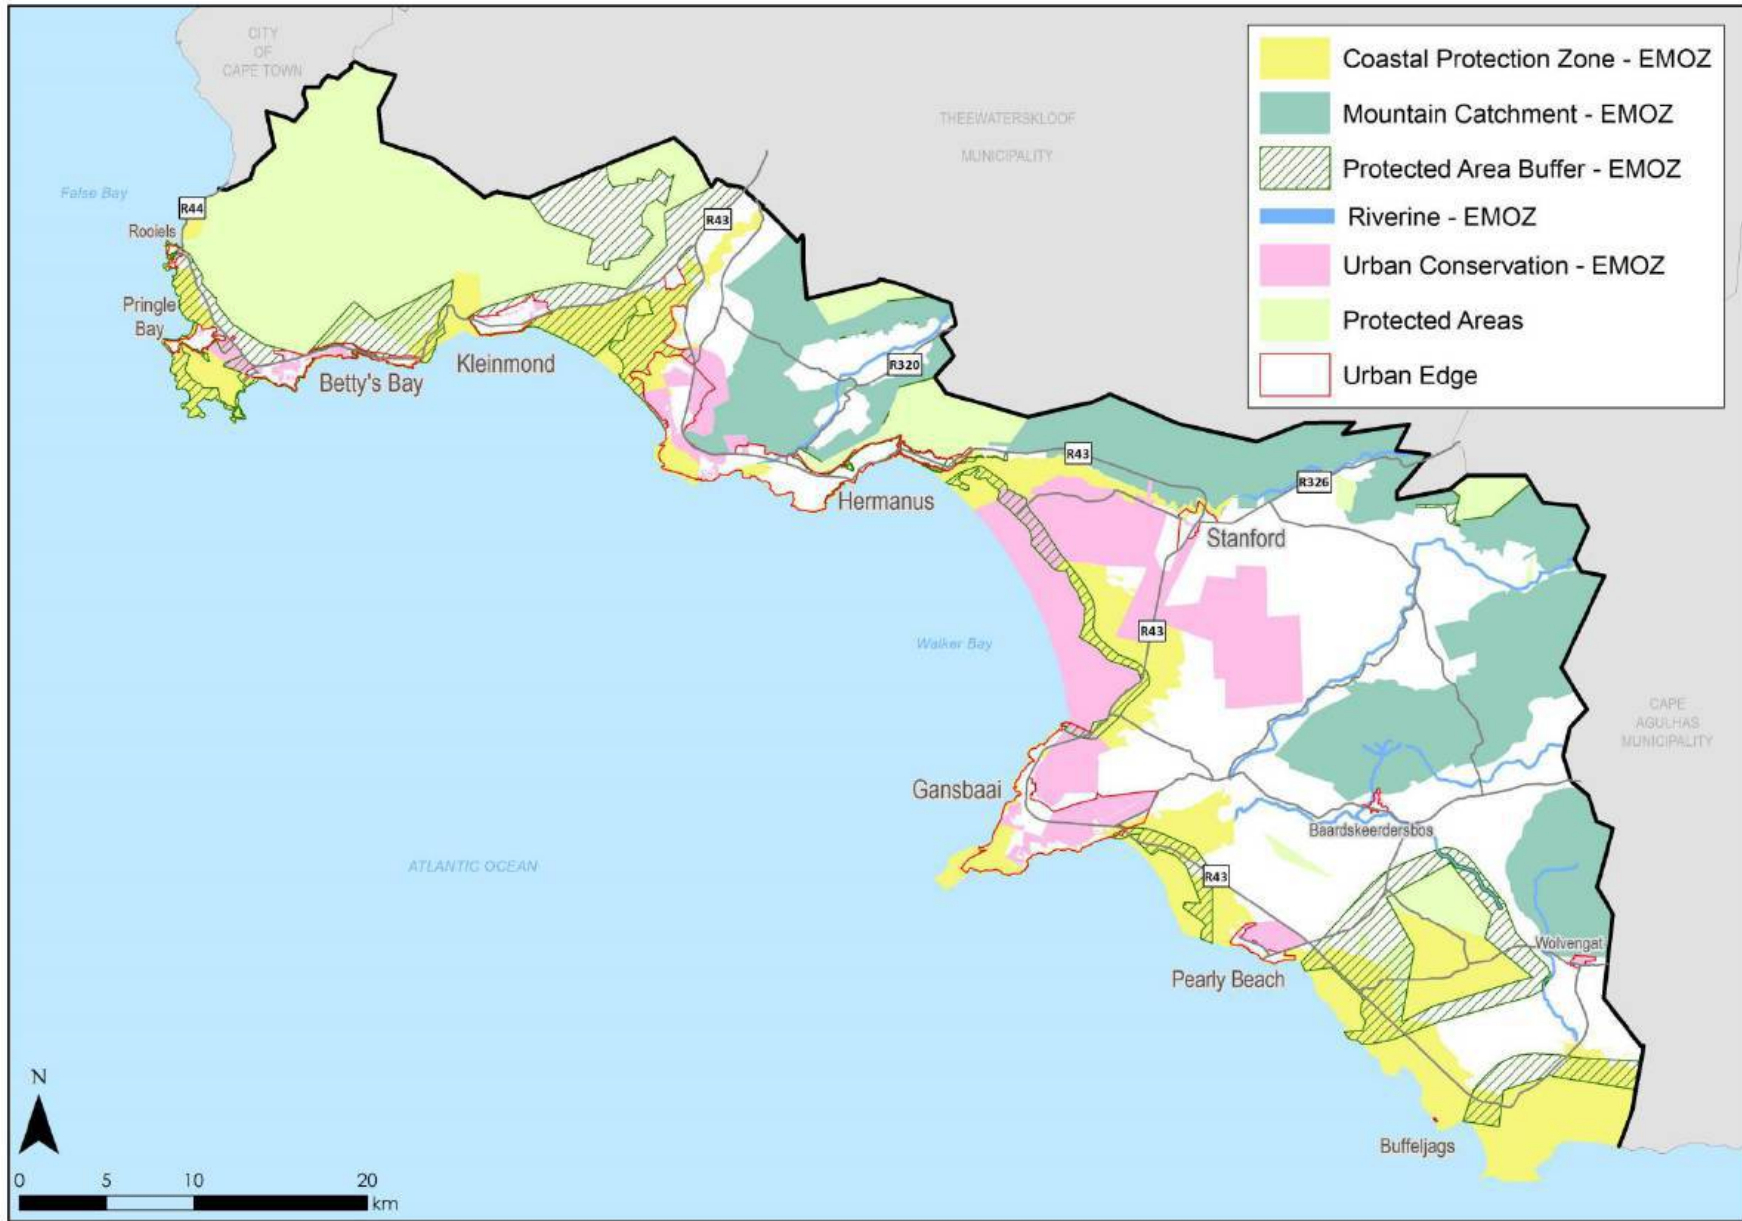 CITY
OF
CAPE TOWN
THEEWATERSKLOOF
MUNICIPALITY
Coastal Protection Zone - EMOZ
Mountain Catchment - EMOZ
Protected Area Buffer - EMOZ
Riverine - EMOZ
Urban Conservation - EMOZ
Protected Areas
Urban Edge
False Bay
R44
Rooiels
R43
Pringle
Bay
Betty's Bay
Kleinmond
R320
R43
R326
Hermanus
Stanford
Walker Bay
R43
CAPE
AGULHAS
MUNICIPALITY
Gansbaai
Baardskeerdersbos
ATLANTIC OCEAN
R43
Wolvengat
Pearly Beach
Buffeljags
N
0 5 10 20
km